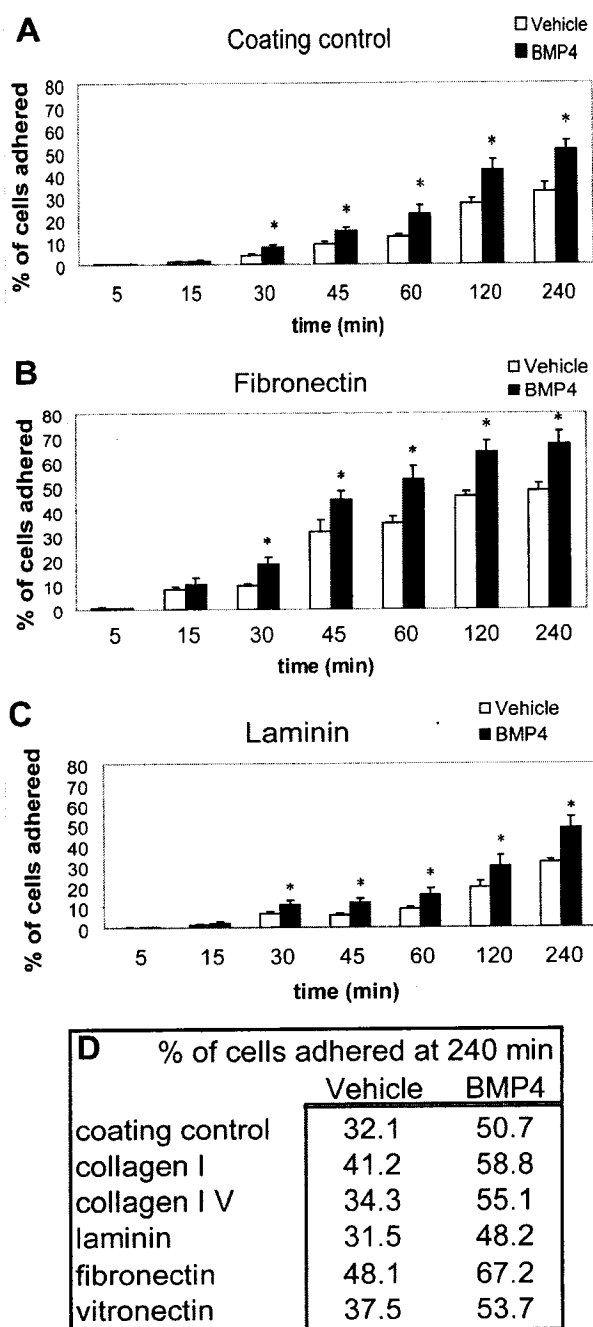 A
Coating control
Vehicle
BMP4
% of cells adhered
80
70
60
50
40
30
20
10
0
*
*
*
*
*
5 15 30 45 60 120 240
time (min)
B
Fibronectin
Vehicle
BMP4
% of cells adhered
80
70
60
50
40
30
20
10
0
*
*
*
*
*
5 15 30 45 60 120 240
time (min)
C
Laminin
Vehicle
BMP4
% of cells adhereed
80
70
60
50
40
30
20
10
0
*
*
*
*
*
5 15 30 45 60 120 240
time (min)
D % of cells adhered at 240 min
Vehicle BMP4
coating control 32.1 50.7
collagen I 41.2 58.8
collagen I V 34.3 55.1
laminin 31.5 48.2
fibronectin 48.1 67.2
vitronectin 37.5 53.7